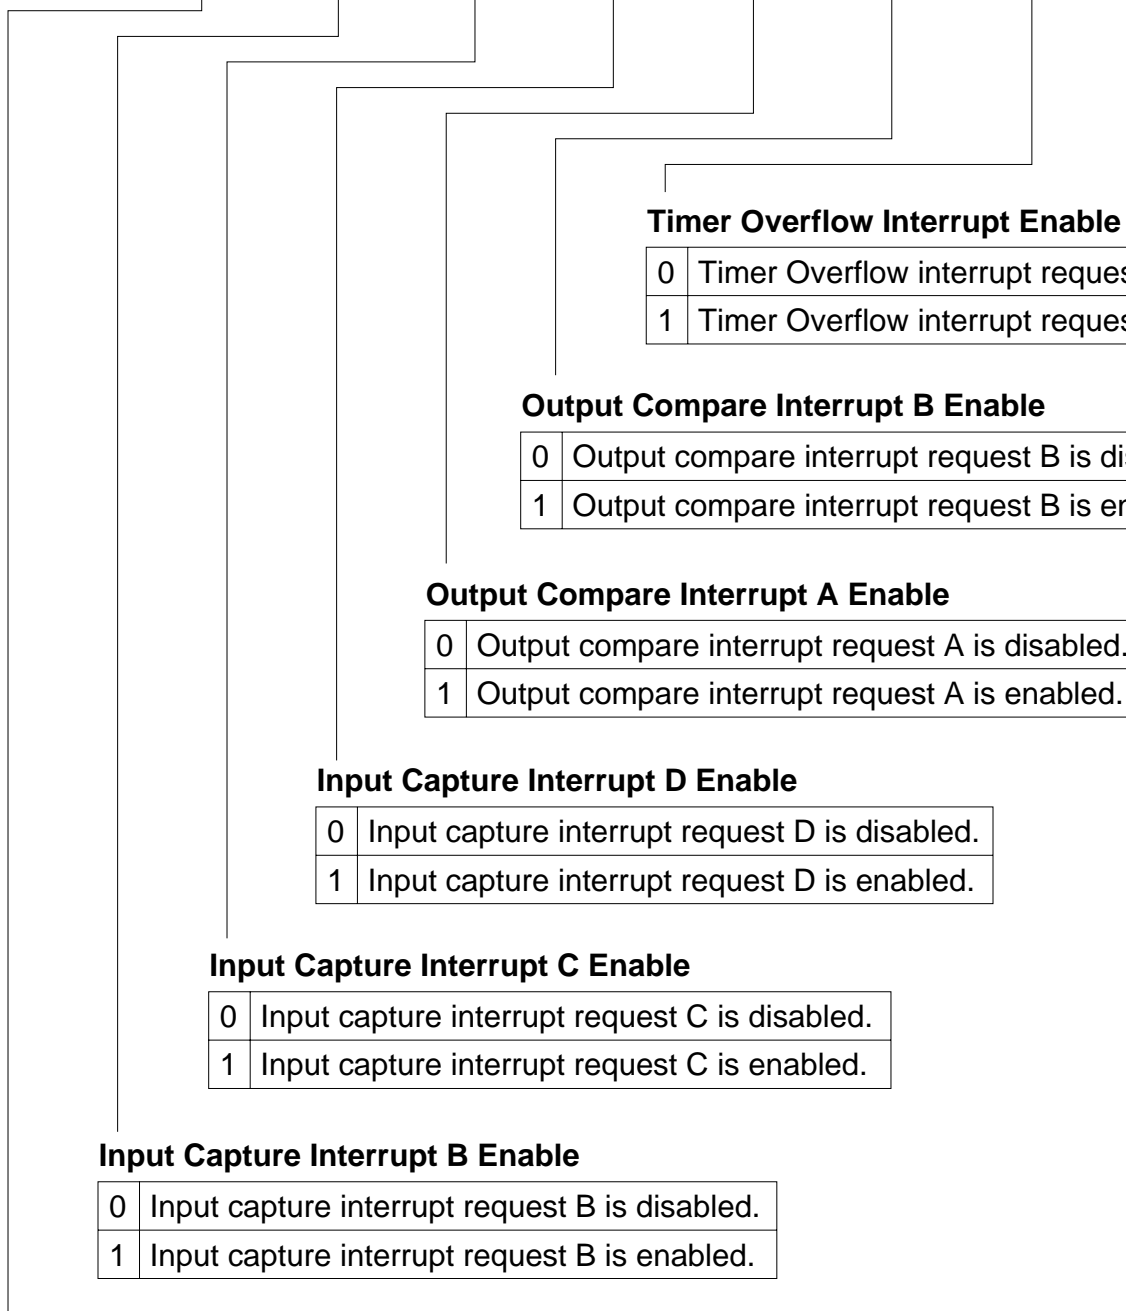 Timer Overflow Interrupt Enable
0 Timer Overflow interrupt
1 Timer Overflow interrupt
Output Compare Interrupt B Enable
0 Output compare interrupt request B is
1 Output compare interrupt request B is
Output Compare Interrupt A Enable
0 Output compare interrupt request A is disabled.
1 Output compare interrupt request A is enabled.
Input Capture Interrupt D Enable
0 Input capture interrupt request D is disabled.
1 Input capture interrupt request D is enabled.
Input Capture Interrupt C Enable
0 Input capture interrupt request C is disabled.
1 Input capture interrupt request C is enabled.
Input Capture Interrupt B Enable
0 Input capture interrupt request B is disabled.
1 Input capture interrupt request B is enabled.